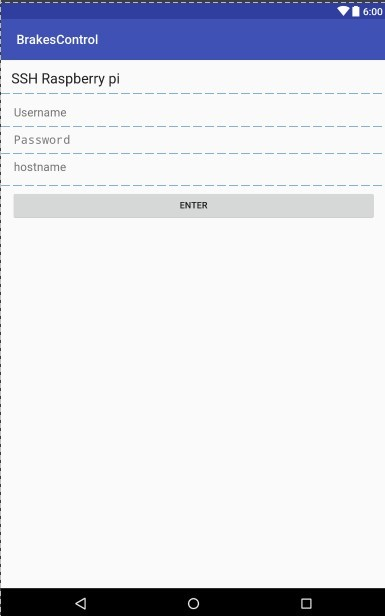 6:00
BrakesControl
SSH Raspberry pi
Username
Password
hostname
ENTER